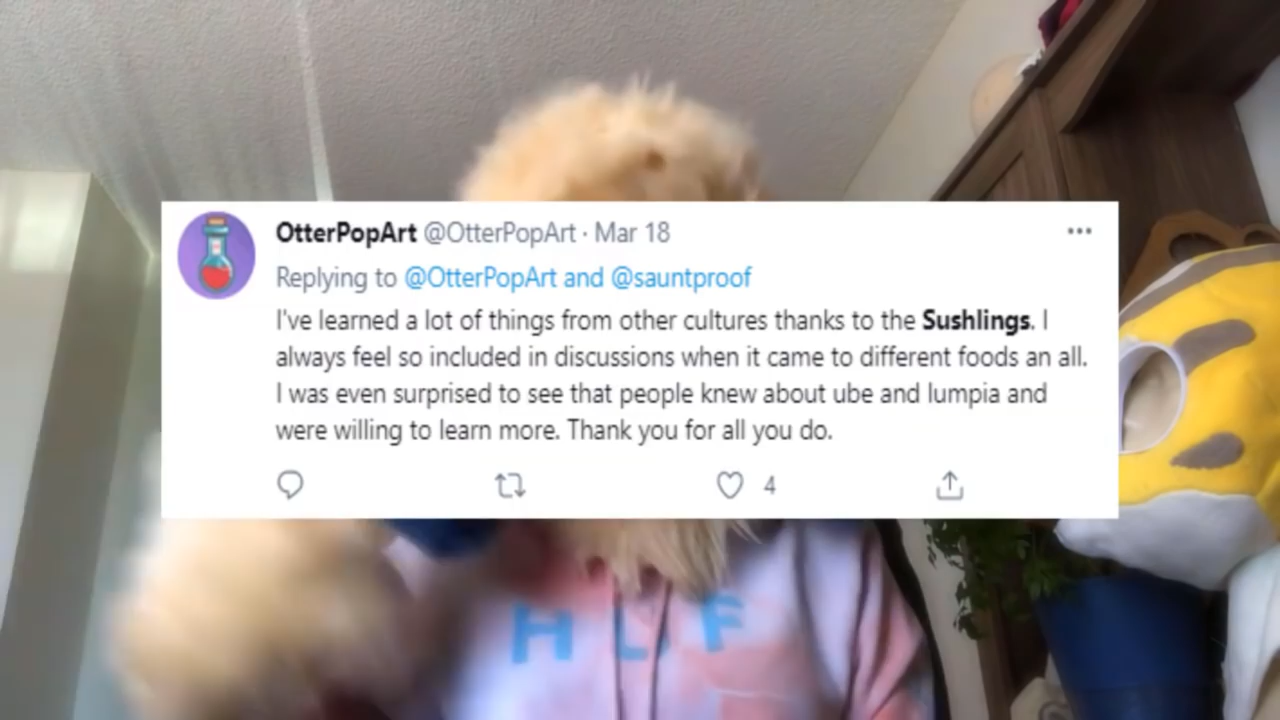 OtterPopArt @OtterPopArt · Mar 18
Replying to @OtterPopArt and @sauntproof
I've learned a lot of things from other cultures thanks to the Sushlings. I
always feel so included in discussions when it came to different foods an all.
I was even surprised to see that people knew about ube and lumpia and
were willing to learn more. Thank you for all you do.
4
H L F